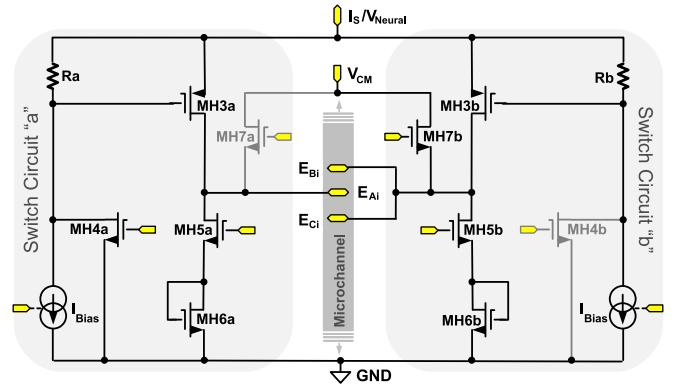 I_S/V_Neural
Ra
V_CM
Rb
MH3a
MH3b
MH7a
MH7b
E_Bi
E_Ai
E_Ci
MH4a
MH5a
MH5b
MH4b
I_Bias
MH6a
MH6b
I_Bias
Switch Circuit "a"
Microchannel
Switch Circuit "b"
GND